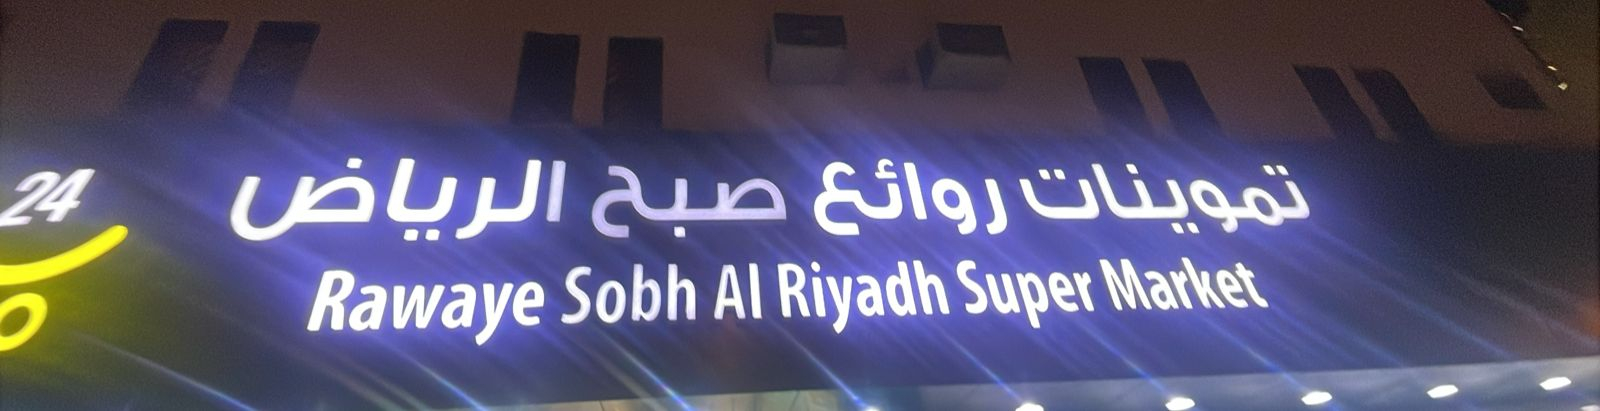 24
تموينات روائع صبح الرياض
Rawaye Sobh Al Riyadh Super Market